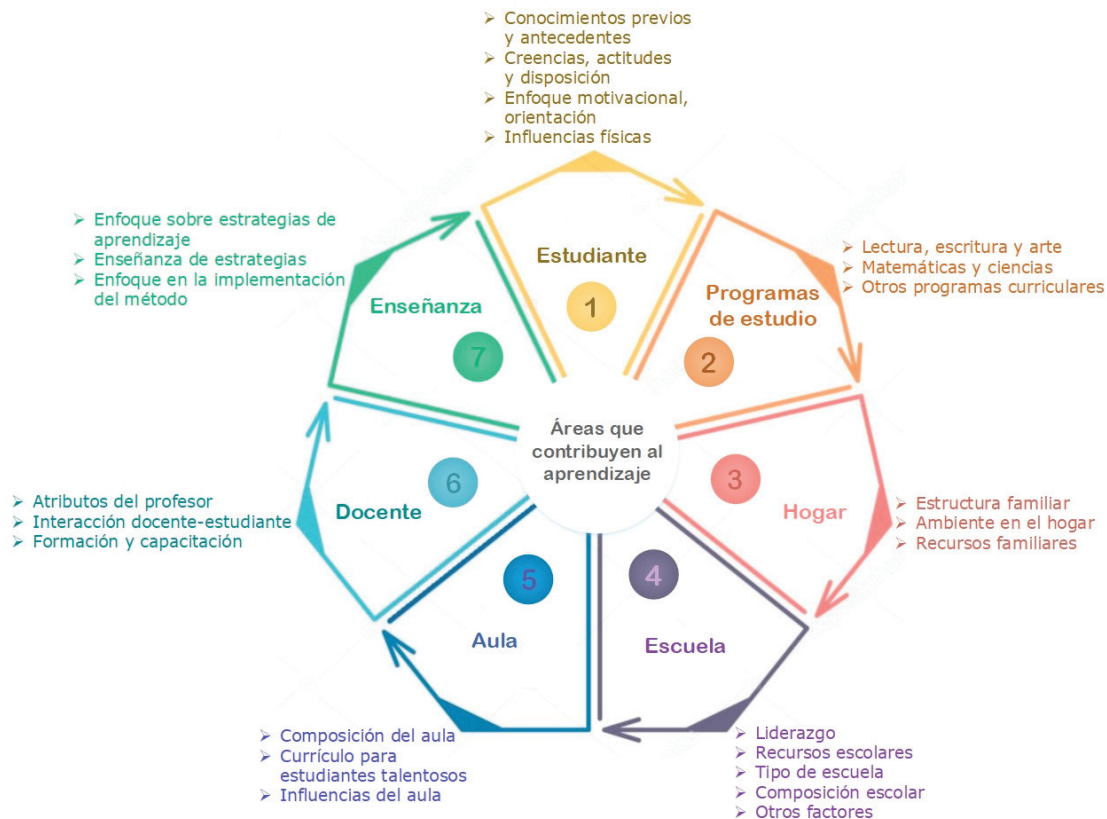 ➢ Conocimientos previos
y antecedentes
➢ Creencias, actitudes
y disposición
➢ Enfoque motivacional,
orientación
➢ Influencias físicas
Estudiante
1
➢ Lectura, escritura y arte
➢ Matemáticas y ciencias
➢ Otros programas curriculares
Programas
de estudio
2
➢ Estructura familiar
➢ Ambiente en el hogar
➢ Recursos familiares
Hogar
3
➢ Liderazgo
➢ Recursos escolares
➢ Tipo de escuela
➢ Composición escolar
➢ Otros factores
Escuela
4
➢ Composición del aula
➢ Currículo para
estudiantes talentosos
➢ Influencias del aula
Aula
5
➢ Atributos del profesor
➢ Interacción docente-estudiante
➢ Formación y capacitación
Docente
6
➢ Enfoque sobre estrategias de
aprendizaje
➢ Enseñanza de estrategias
➢ Enfoque en la implementación
del método
Enseñanza
7
Áreas que
contribuyen al
aprendizaje